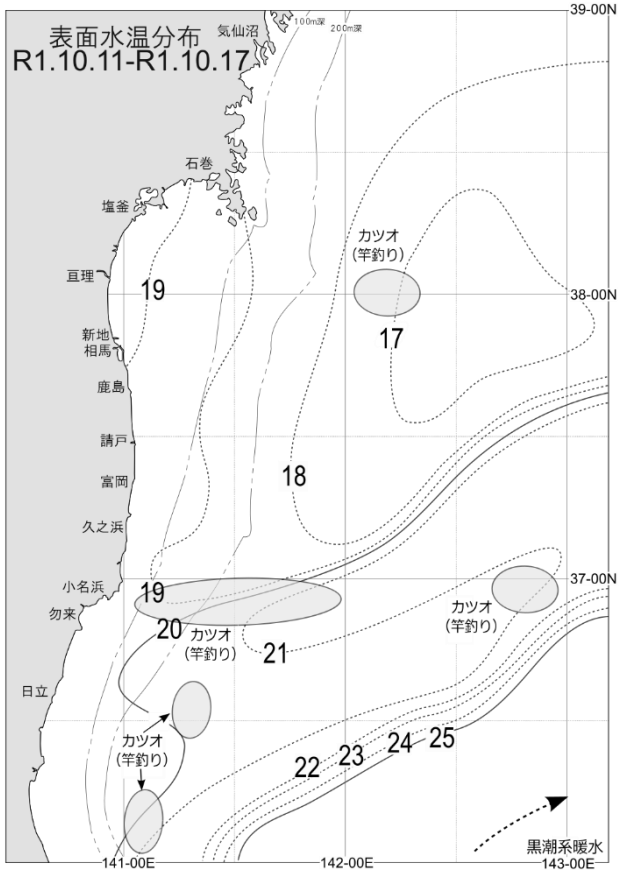 表面水温分布
R1.10.11-R1.10.17
気仙沼
100m深
200m深
39-00N
石巻
塩釜
カツオ
(竿釣り)
亘理
19
38-00N
17
新地
相馬
鹿島
請戸
18
富岡
久之浜
小名浜
37-00N
19
勿来
20
カツオ
(竿釣り)
カツオ
(竿釣り)
21
日立
カツオ
(竿釣り)
22
23
24
25
黒潮系暖水
141-00E
142-00E
143-00E